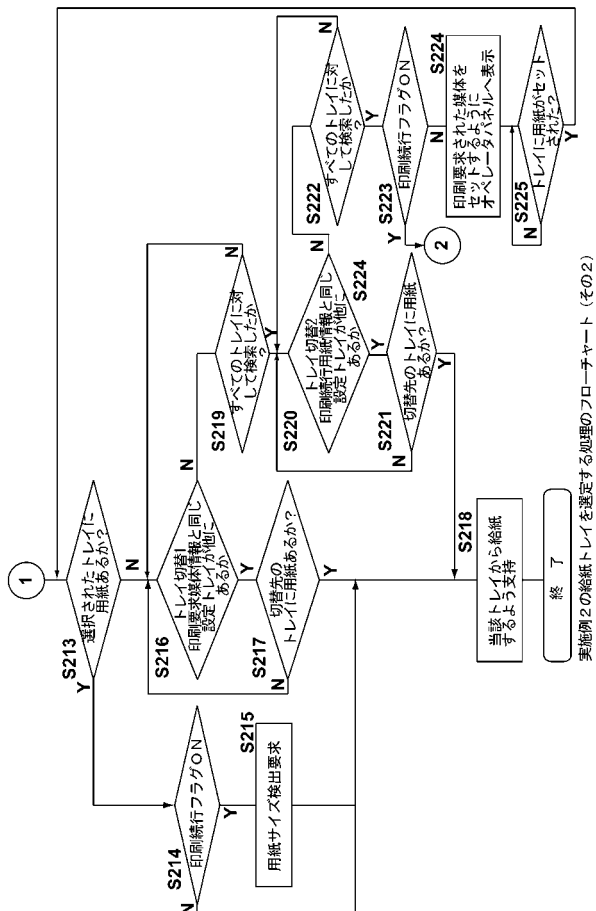 1
S213
選択されたトレイに
用紙あるか?
Y
N
S214
印刷続行フラグON
N
Y
S215
用紙サイズ検出要求
S216
トレイ切替1
印刷要求媒体情報と同じ
設定トレイが他に
あるか
N
Y
S217
切替先の
トレイに用紙あるか?
N
Y
S218
当該トレイから給紙
するよう支持
終 了
S219
すべてのトレイに対
して検索したか
?
N
Y
S220
トレイ切替2
印刷続行用紙情報と同じ
設定トレイが他に
あるか
S224
N
Y
S221
切替先のトレイに用紙
あるか?
N
Y
S222
すべてのトレイに対
して検索したか
?
N
Y
S223
印刷続行フラグON
Y
N
2
S224
印刷要求された媒体を
セットするように
オペレータパネルへ表示
S225
トレイに用紙がセット
された?
N
Y
実施例2の給紙トレイを選定する処理のフローチャート(その2)